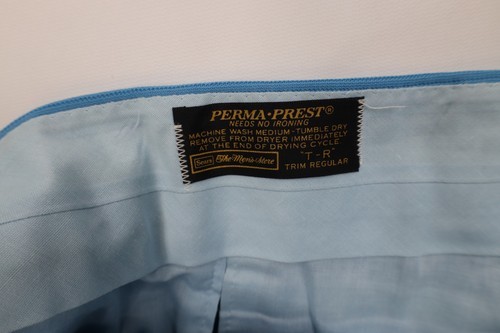 PERMA·PREST®
NEEDS NO IRONING
MACHINE WASH MEDIUM - TUMBLE DRY
REMOVE FROM DRYER IMMEDIATELY
AT THE END OF DRYING CYCLE
Sears The Men's Store
"T-R"
TRIM REGULAR